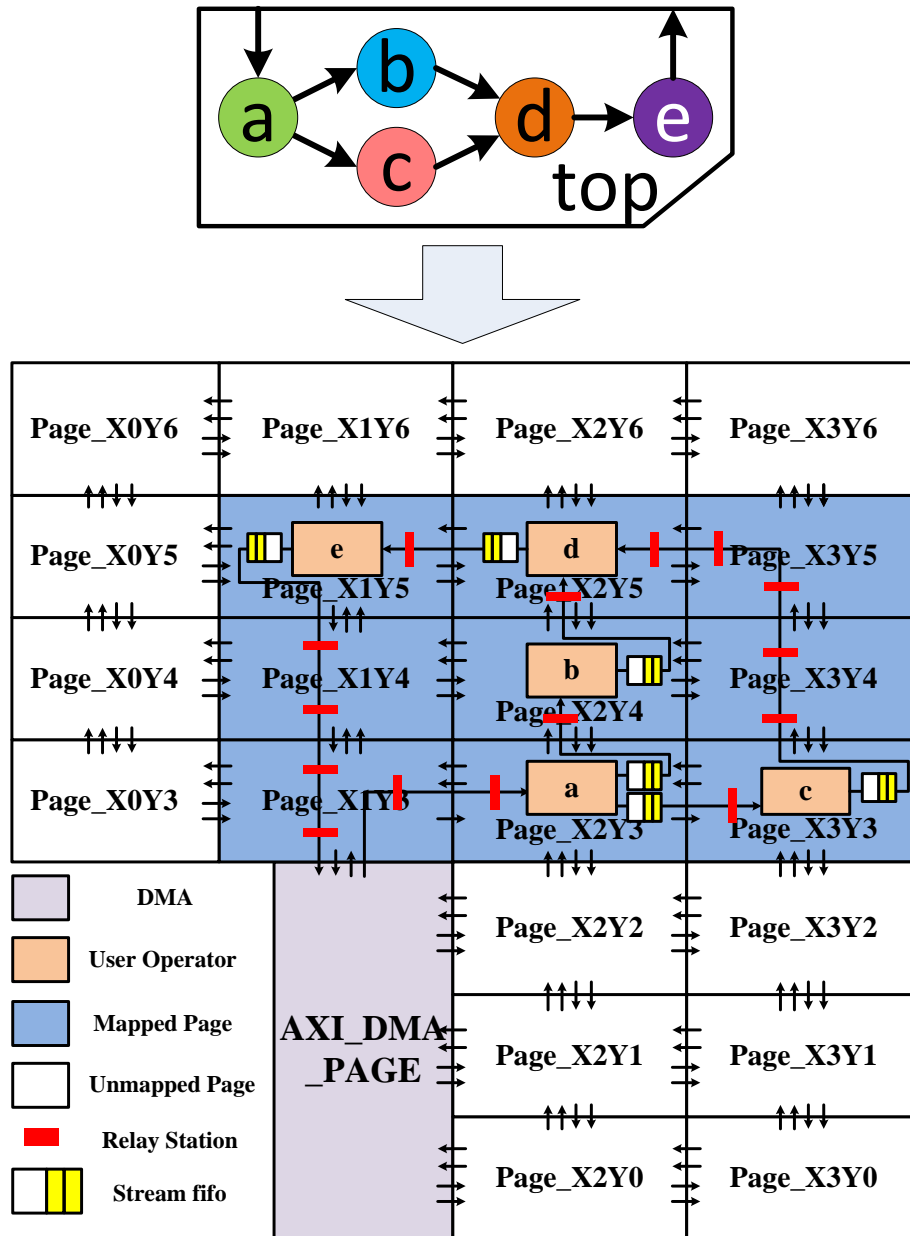 a
b
c
d
e
top
Page_X0Y6
Page_X1Y6
Page_X2Y6
Page_X3Y6
e
d
Page_X0Y5
Page_X1Y5
Page_X2Y5
Page_X3Y5
b
Page_X0Y4
Page_X1Y4
Page_X2Y4
Page_X3Y4
a
c
Page_X0Y3
Page_X1Y3
Page_X2Y3
Page_X3Y3
DMA
User Operator
Mapped Page
Unmapped Page
Relay Station
Stream fifo
AXI_DMA
_PAGE
Page_X2Y2
Page_X3Y2
Page_X2Y1
Page_X3Y1
Page_X2Y0
Page_X3Y0